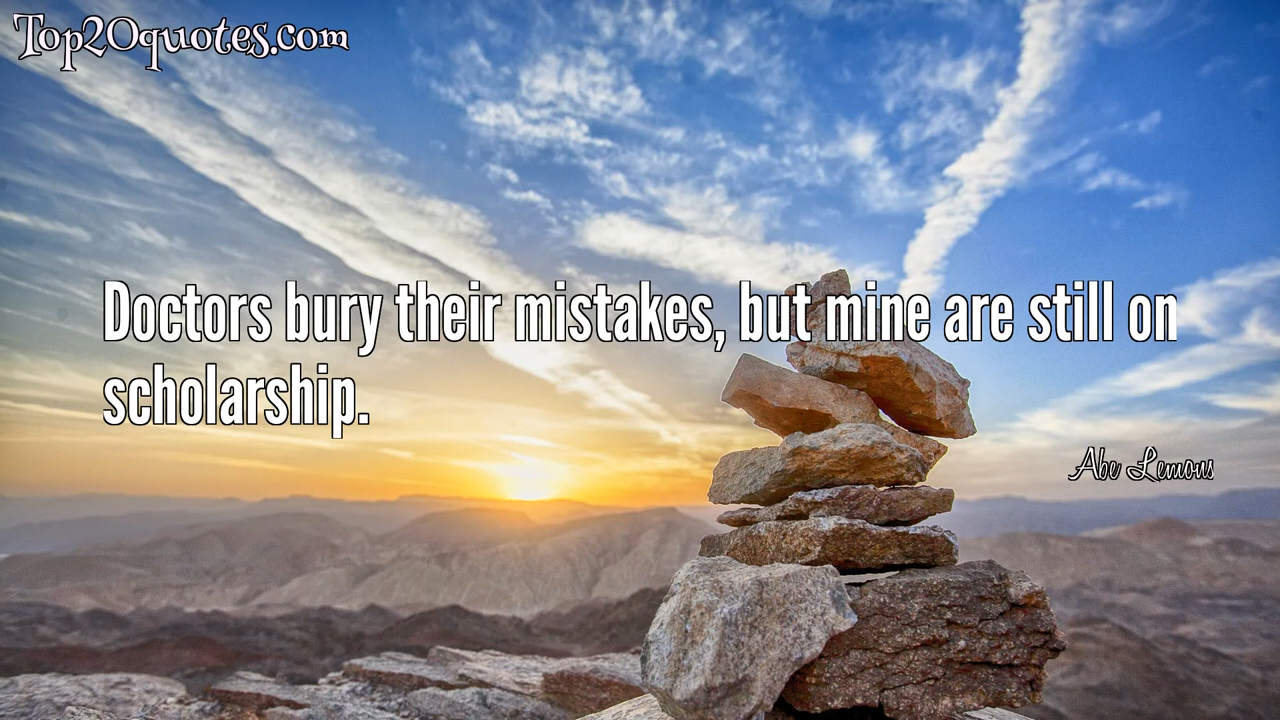 Top20quotes.com
Doctors bury their mistakes, but mine are still on
scholarship.
Abe Lemons